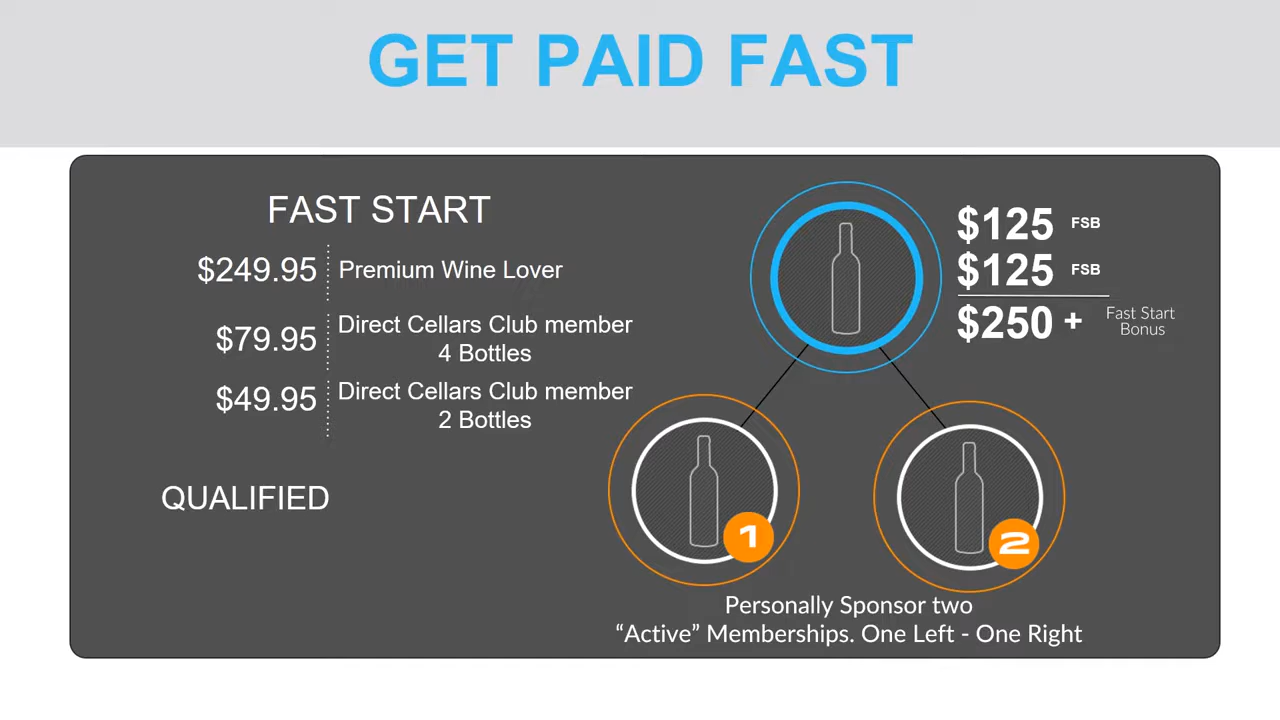 GET PAID FAST
FAST START
$249.95 Premium Wine Lover
$79.95 Direct Cellars Club member
4 Bottles
$49.95 Direct Cellars Club member
2 Bottles
QUALIFIED
$125 FSB
$125 FSB
$250 + Fast Start
Bonus
1
2
Personally Sponsor two
“Active” Memberships. One Left - One Right